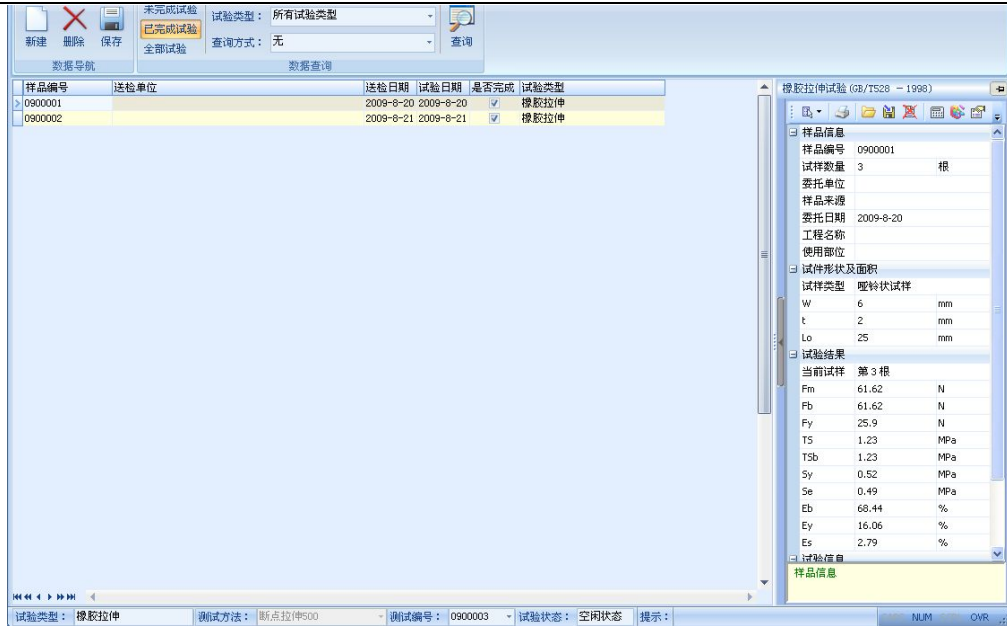 未完成试验
已完成试验
全部试验
试验类型： 所有试验类型
查询方式： 无
新建 删除 保存
查询
数据导航 数据查询
样品编号 送检单位 送检日期 试验日期 是否完成 试验类型
0900001 2009-8-20 2009-8-20 橡胶拉伸
0900002 2009-8-21 2009-8-21 橡胶拉伸
橡胶拉伸试验(GB/T528 - 1998)
样品信息
样品编号 0900001
试样数量 3 根
委托单位
样品来源
委托日期 2009-8-20
工程名称
使用部位
试件形状及面积
试样类型 哑铃状试样
W 6 mm
t 2 mm
Lo 25 mm
试验结果
当前试样 第 3 根
Fm 61.62 N
Fb 61.62 N
Fy 25.9 N
TS 1.23 MPa
TSb 1.23 MPa
Sy 0.52 MPa
Se 0.49 MPa
Eb 68.44 %
Ey 16.06 %
Es 2.79 %
试验信息
样品信息
试验类型： 橡胶拉伸 测试方法： 断点拉伸500 测试编号： 0900003 试验状态： 空闲状态 提示： NUM OVR